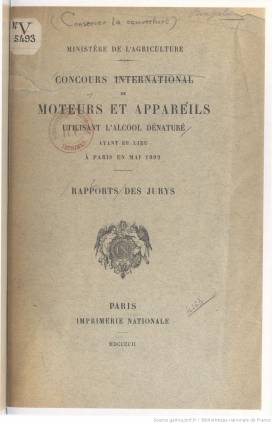 (Conserver la couverture)
V
5493
MINISTÈRE DE L'AGRICULTURE
CONCOURS INTERNATIONAL
DE
MOTEURS ET APPAREILS
UTILISANT L'ALCOOL DÉNATURÉ
AYANT EU LIEU
À PARIS EN MAI 1902
RAPPORTS DES JURYS
PARIS
IMPRIMERIE NATIONALE
MDCCCCII
Source gallica.bnf.fr / Bibliothèque nationale de France